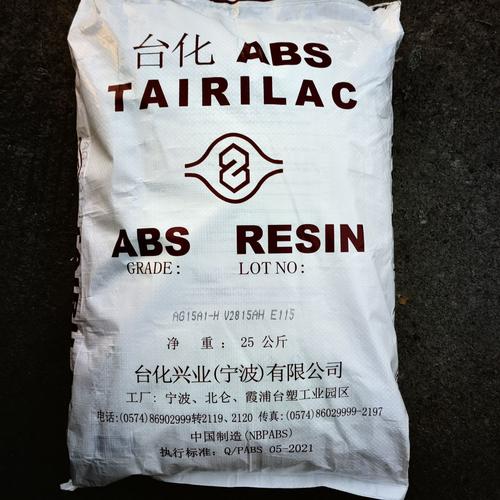 台化 ABS
TAIRILAC
ABS RESIN
GRADE: LOT NO:
AG15A1-H V2815AH E115
净 重: 25 公斤
台化兴业(宁波)有限公司
工厂: 宁波、北仑、霞浦台塑工业园区
电话:(0574)86902999转2119、2120 传真:(0574)86029999-2197
中国制造(NBPABS)
执行标准: Q/PABS 05-2021